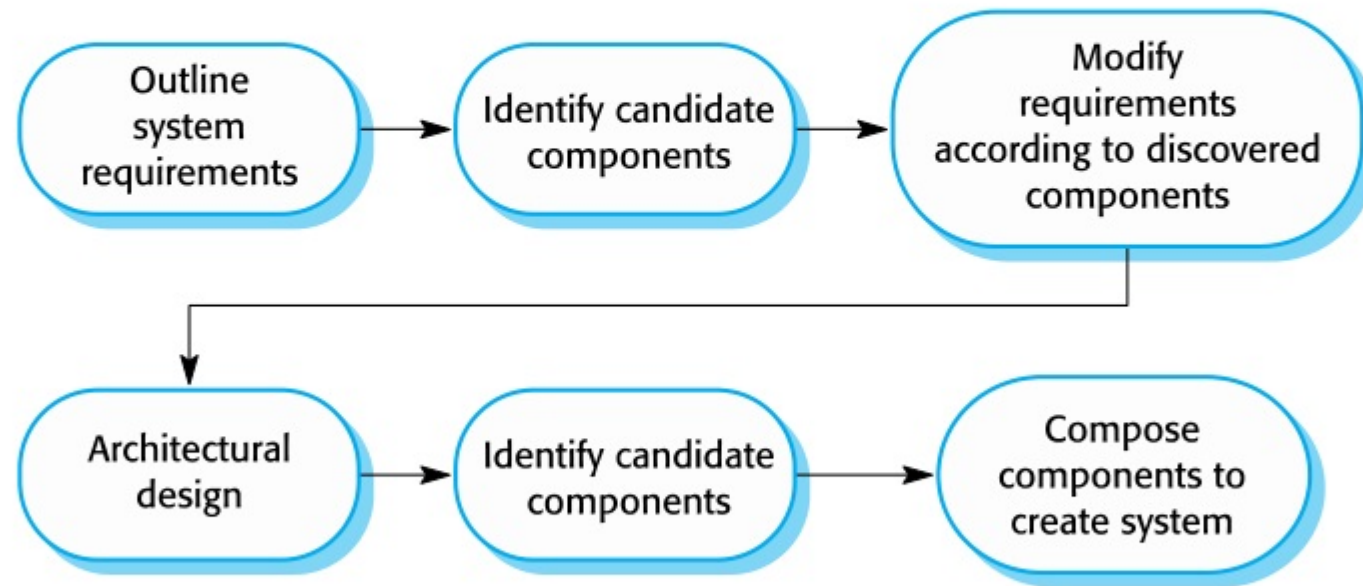 Outline
system
requirements
Identify candidate
components
Modify
requirements
according to discovered
components
Architectural
design
Identify candidate
components
Compose
components to
create system